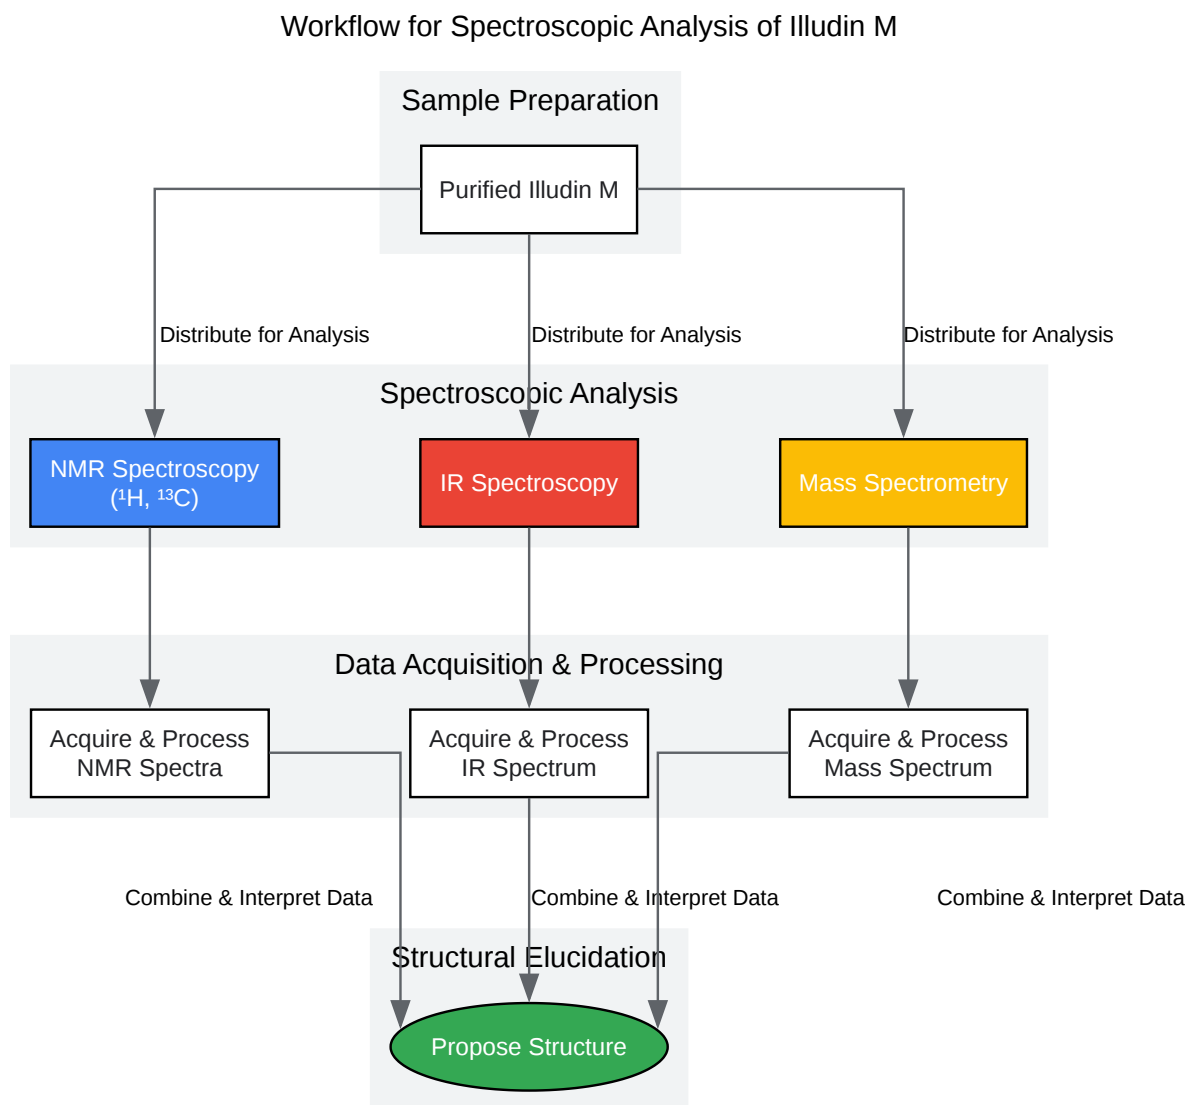 Workflow for Spectroscopic Analysis of Illudin M
Sample Preparation
Purified Illudin M
Distribute for Analysis
Distribute for Analysis
Distribute for Analysis
Spectroscopic Analysis
NMR Spectroscopy
(¹H, ¹³C)
IR Spectroscopy
Mass Spectrometry
Data Acquisition & Processing
Acquire & Process
NMR Spectra
Acquire & Process
IR Spectrum
Acquire & Process
Mass Spectrum
Combine & Interpret Data
Combine & Interpret Data
Combine & Interpret Data
Structural Elucidation
Propose Structure